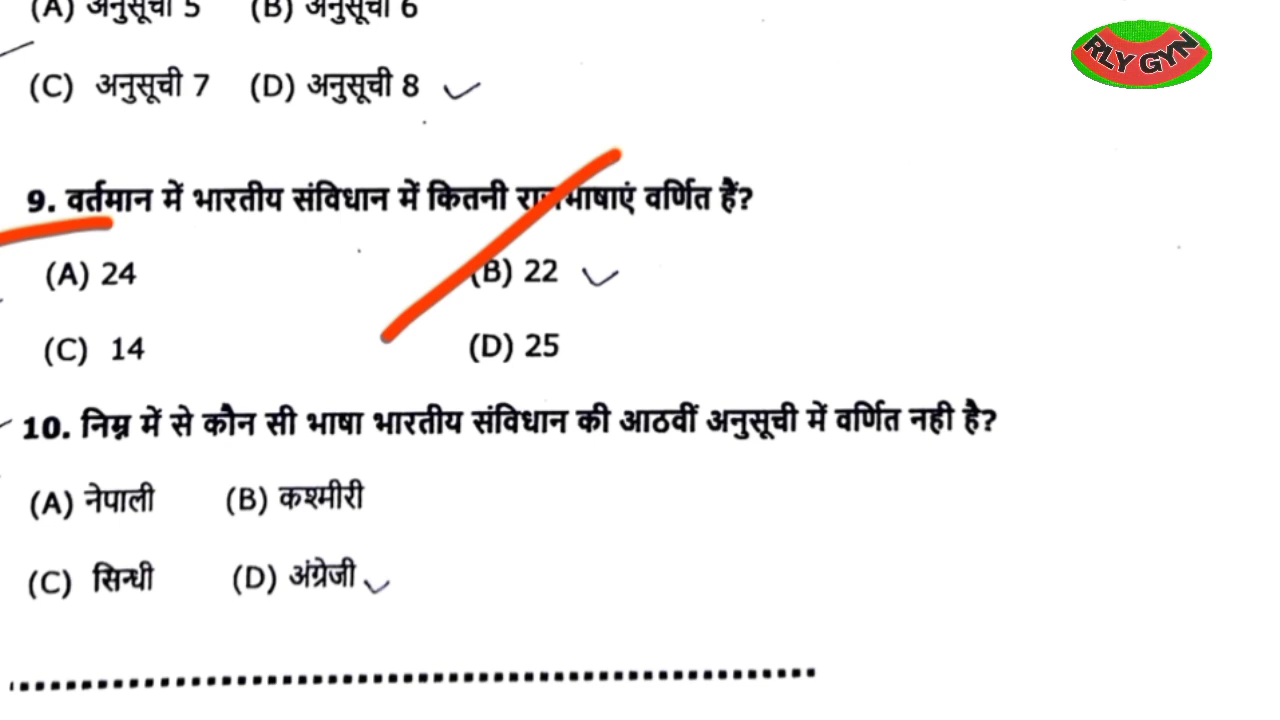 (A) अनुसूची 5 (B) अनुसूची 6
RLY GYN
(C) अनुसूची 7 (D) अनुसूची 8
9. वर्तमान में भारतीय संविधान में कितनी राजभाषाएं वर्णित हैं?
(A) 24 (B) 22
(C) 14 (D) 25
10. निम्न में से कौन सी भाषा भारतीय संविधान की आठवीं अनुसूची में वर्णित नही है?
(A) नेपाली (B) कश्मीरी
(C) सिन्धी (D) अंग्रेजी